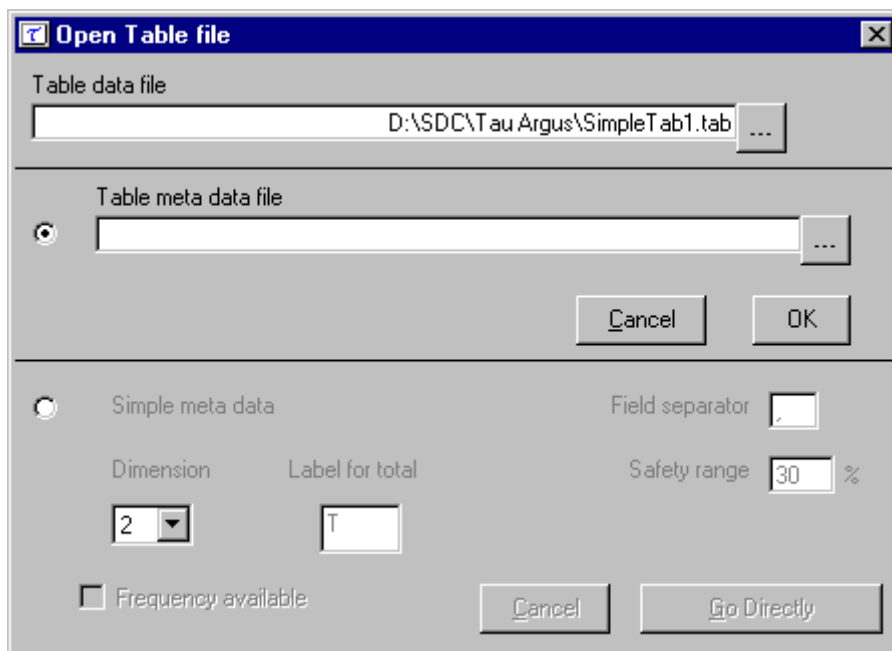 τ Open Table file
Table data file
D:\SDC\Tau Argus\SimpleTab1.tab ...
Table meta data file
...
Cancel OK
Simple meta data Field separator ,
Dimension Label for total Safety range 30 %
2 T
Frequency available Cancel Go Directly